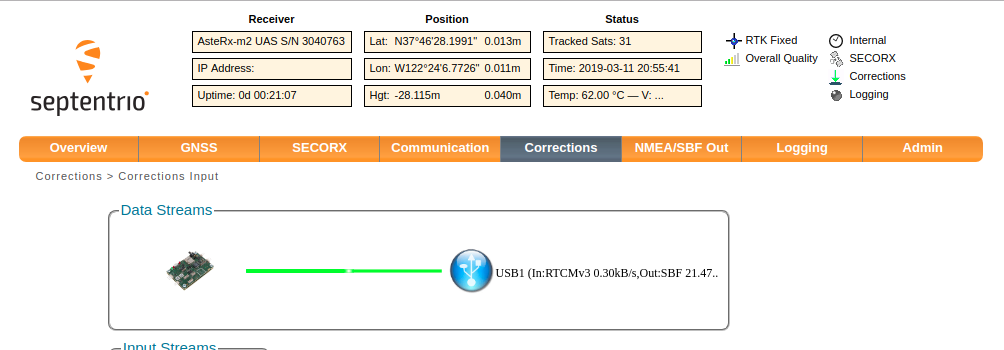 septentrio
Receiver
AsteRx-m2 UAS S/N 3040763
IP Address:
Uptime: 0d 00:21:07
Position
Lat: N37°46'28.1991" 0.013m
Lon: W122°24'6.7726" 0.011m
Hgt: -28.115m 0.040m
Status
Tracked Sats: 31
Time: 2019-03-11 20:55:41
Temp: 62.00 °C — V: ...
RTK Fixed
Overall Quality
Internal
SECORX
Corrections
Logging
Overview GNSS SECORX Communication Corrections NMEA/SBF Out Logging Admin
Corrections > Corrections Input
Data Streams
USB1 (In:RTCMv3 0.30kB/s,Out:SBF 21.47..
Input Streams